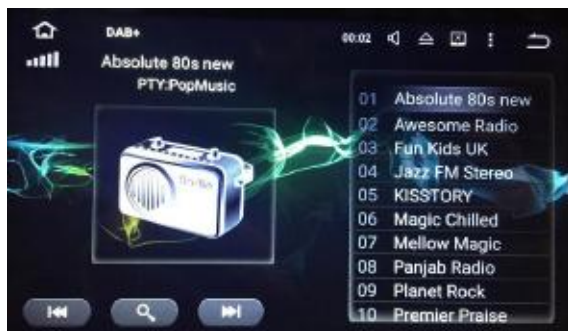 DAB+
00:02
Absolute 80s new
PTY:PopMusic
01 Absolute 80s new
02 Awesome Radio
03 Fun Kids UK
04 Jazz FM Stereo
05 KISSTORY
06 Magic Chilled
07 Mellow Magic
08 Panjab Radio
09 Planet Rock
10 Premier Praise